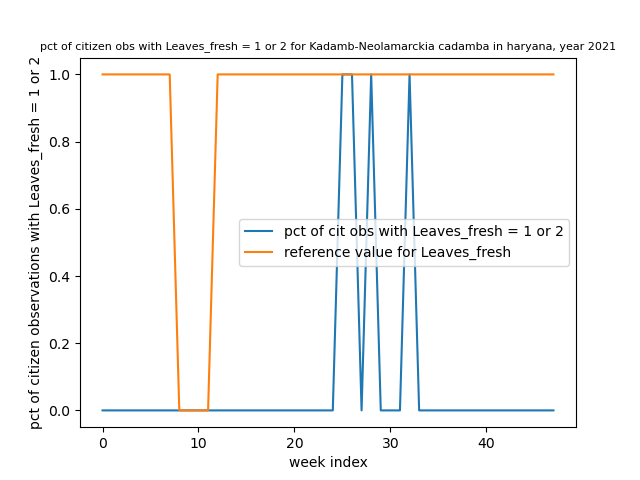 pct of citizen obs with Leaves_fresh = 1 or 2 for Kadamb-Neolamarckia cadamba in haryana, year 2021
pct of citizen observations with Leaves_fresh = 1 or 2
1.0
0.8
0.6
0.4
0.2
0.0
pct of cit obs with Leaves_fresh = 1 or 2
reference value for Leaves_fresh
0
10
20
30
40
week index